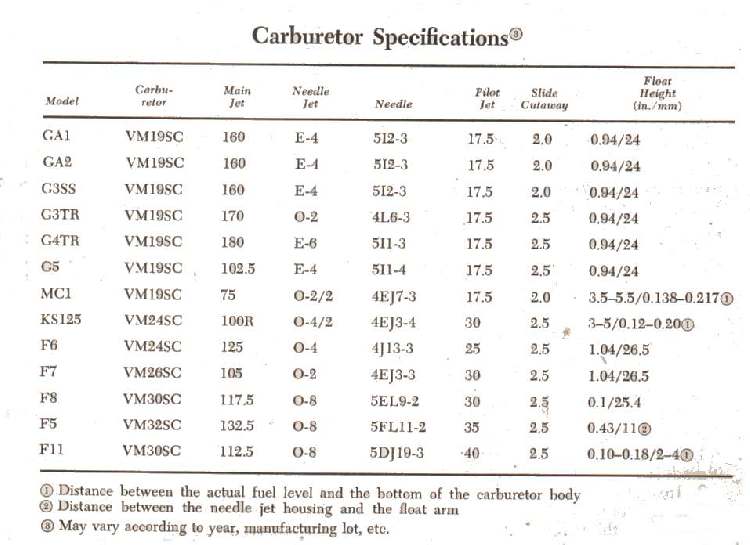 Carburetor Specifications③
Model Carbu-retor Main Jet Needle Jet Needle Pilot Jet Slide Cutaway Float Height (in./mm)
GA1 VM19SC 160 E-4 5I2-3 17.5 2.0 0.94/24
GA2 VM19SC 160 E-4 5I2-3 17.5 2.0 0.94/24
G3SS VM19SC 160 E-4 5I2-3 17.5 2.0 0.94/24
G3TR VM19SC 170 O-2 4L6-3 17.5 2.5 0.94/24
G4TR VM19SC 180 E-6 5I1-3 17.5 2.5 0.94/24
G5 VM19SC 102.5 E-4 5I1-4 17.5 2.5 0.94/24
MC1 VM19SC 75 O-2/2 4EJ7-3 17.5 2.0 3.5–5.5/0.138–0.217①
KS125 VM24SC 100R O-4/2 4EJ3-4 30 2.5 3–5/0.12–0.20①
F6 VM24SC 125 O-4 4J13-3 25 2.5 1.04/26.5
F7 VM26SC 105 O-2 4EJ3-3 30 2.5 1.04/26.5
F8 VM30SC 117.5 O-8 5EL9-2 30 2.5 0.1/25.4
F5 VM32SC 132.5 O-8 5FL11-2 35 2.5 0.43/11②
F11 VM30SC 112.5 O-8 5DJ19-3 40 2.5 0.10–0.18/2–4①
① Distance between the actual fuel level and the bottom of the carburetor body
② Distance between the needle jet housing and the float arm
③ May vary according to year, manufacturing lot, etc.